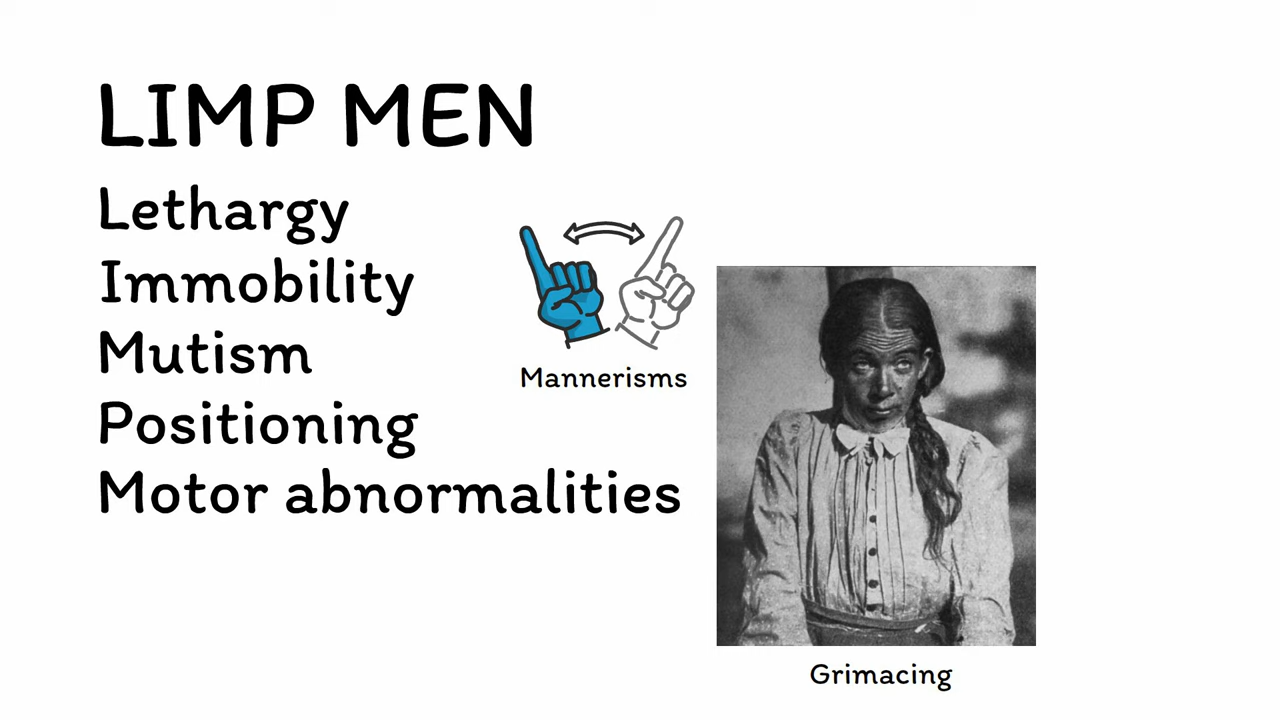 LIMP MEN
Lethargy
Immobility
Mutism
Positioning
Motor abnormalities
Mannerisms
Grimacing